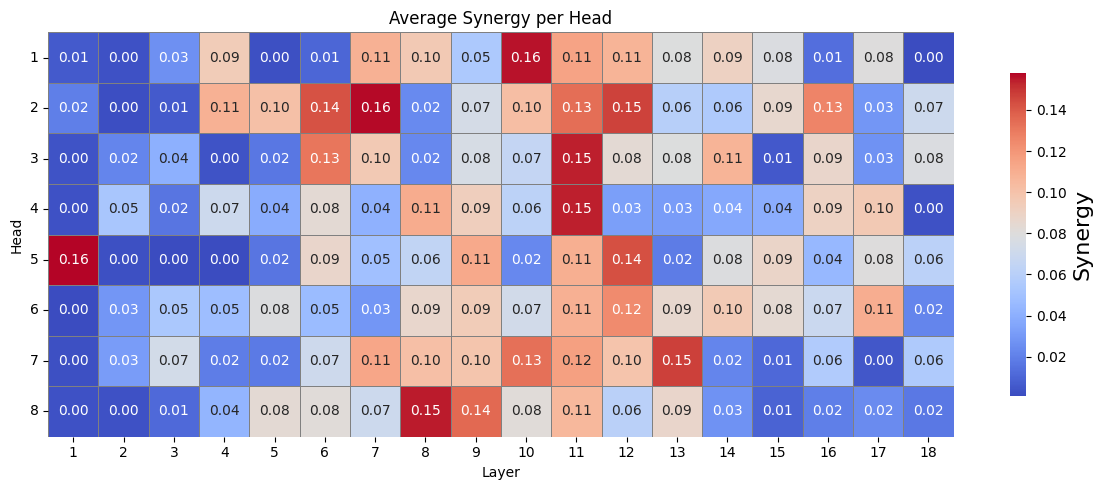 Average Synergy per Head
1 0.01 0.00 0.03 0.09 0.00 0.01 0.11 0.10 0.05 0.16 0.11 0.11 0.08 0.09 0.08 0.01 0.08 0.00
2 0.02 0.00 0.01 0.11 0.10 0.14 0.16 0.02 0.07 0.10 0.13 0.15 0.06 0.06 0.09 0.13 0.03 0.07
3 0.00 0.02 0.04 0.00 0.02 0.13 0.10 0.02 0.08 0.07 0.15 0.08 0.08 0.11 0.01 0.09 0.03 0.08
4 0.00 0.05 0.02 0.07 0.04 0.08 0.04 0.11 0.09 0.06 0.15 0.03 0.03 0.04 0.04 0.09 0.10 0.00
5 0.16 0.00 0.00 0.00 0.02 0.09 0.05 0.06 0.11 0.02 0.11 0.14 0.02 0.08 0.09 0.04 0.08 0.06
6 0.00 0.03 0.05 0.05 0.08 0.05 0.03 0.09 0.09 0.07 0.11 0.12 0.09 0.10 0.08 0.07 0.11 0.02
7 0.00 0.03 0.07 0.02 0.02 0.07 0.11 0.10 0.10 0.13 0.12 0.10 0.15 0.02 0.01 0.06 0.00 0.06
8 0.00 0.00 0.01 0.04 0.08 0.08 0.07 0.15 0.14 0.08 0.11 0.06 0.09 0.03 0.01 0.02 0.02 0.02
1 2 3 4 5 6 7 8 9 10 11 12 13 14 15 16 17 18
Layer
Head
0.14
0.12
0.10
0.08
0.06
0.04
0.02
Synergy